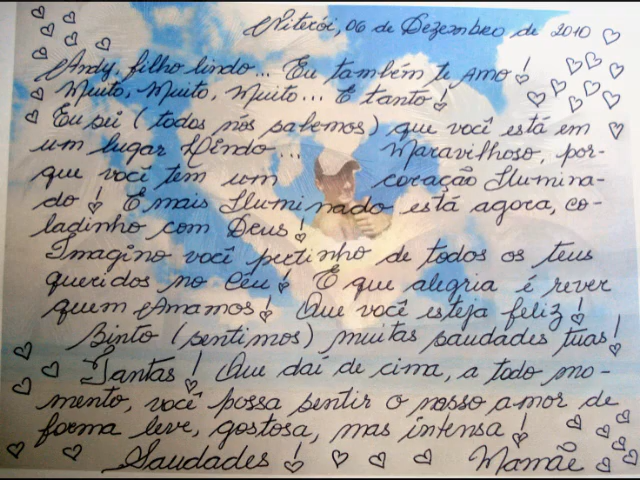 Niterói, 06 de Dezembro de 2010
Andy, filho lindo... Eu também te Amo!
Muito, Muito, Muito... E tanto!
Eu sei (todos nós sabemos) que você está em
um lugar Lindo... Maravilhoso, por-
que você tem um coração Ilumina-
do! E mais Iluminado está agora, co-
ladinho com Deus!
Imagino você pertinho de todos os teus
queridos no Céu! E que alegria é rever
quem Amamos! Que você esteja feliz!
Sinto (sentimos) muitas saudades tuas!
Tantas! Que daí de cima, a todo mo-
mento, você possa sentir o nosso amor de
forma leve, gostosa, mas intensa!
Saudades! Mamãe